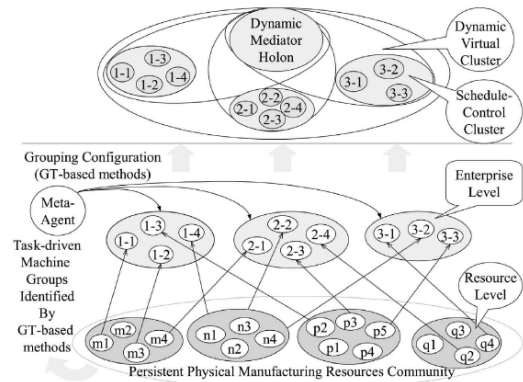 Dynamic
Mediator
Holon
Dynamic
Virtual
Cluster
1-3
1-1
1-4
1-2
2-2
2-1
2-4
2-3
3-2
3-1
3-3
Schedule-
Control
Cluster
Grouping Configuration
(GT-based methods)
Enterprise
Level
Meta-
Agent
1-3
1-1
1-4
1-2
2-2
2-4
2-1
2-3
3-1
3-2
3-3
Task-driven
Machine
Groups
Identified
By
GT-based
methods
Resource
Level
m2
m1
m4
m3
n3
n1
n4
n2
p3
p2
p5
p1
p4
q3
q1
q4
q2
Persistent Physical Manufacturing Resources Community